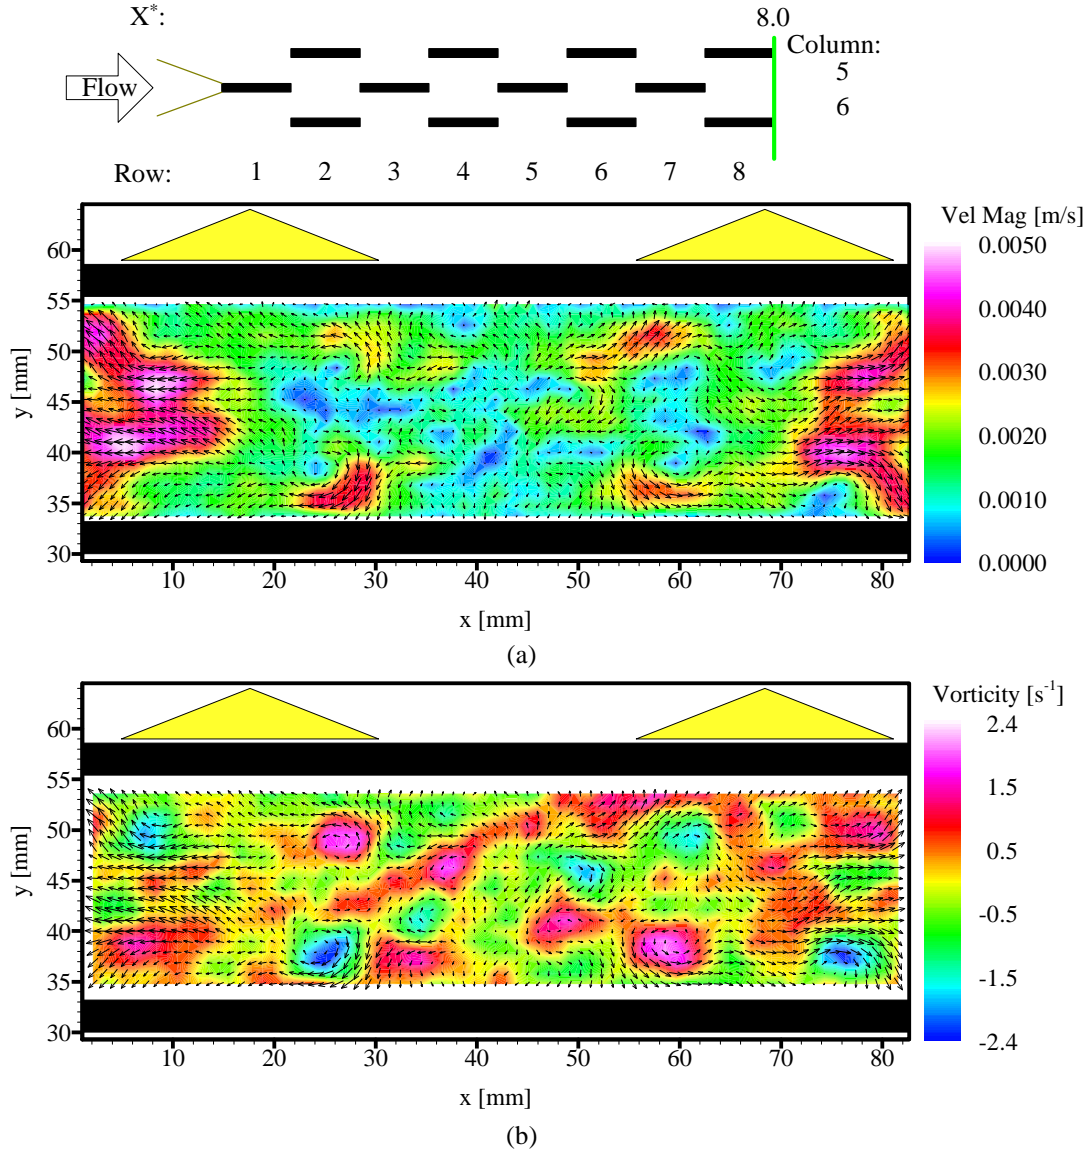 X*: 8.0
Column:
Flow 5
6
Row: 1 2 3 4 5 6 7 8
Vel Mag [m/s]
60 0.0050
55 0.0040
50
45 0.0030
y [mm]
40 0.0020
35 0.0010
30 0.0000
10 20 30 40 50 60 70 80
x [mm]
(a)
Vorticity [s⁻¹]
60 2.4
55 1.5
50
45 0.5
y [mm]
40 -0.5
35 -1.5
30 -2.4
10 20 30 40 50 60 70 80
x [mm]
(b)